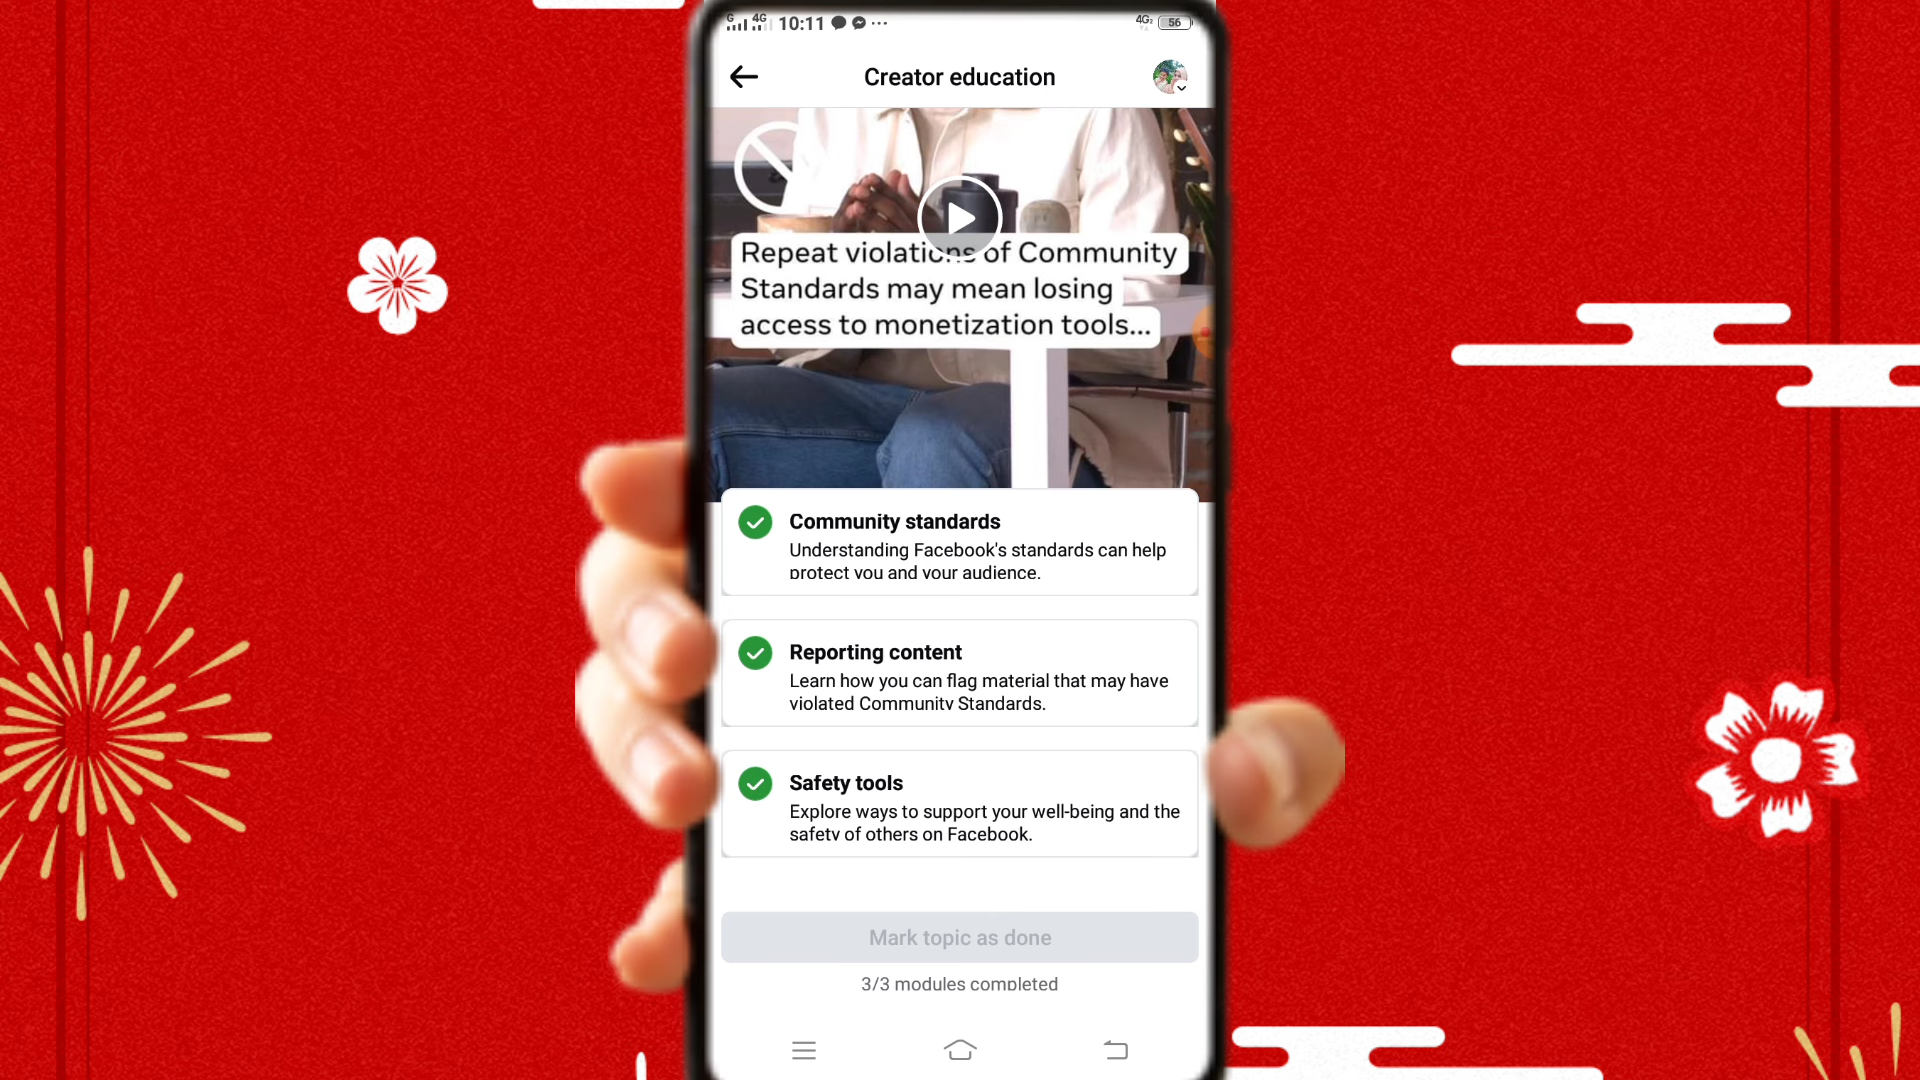 G 4G 10:11 4G2 56
Creator education
Repeat violations of Community
Standards may mean losing
access to monetization tools...
Community standards
Understanding Facebook's standards can help
protect you and your audience.
Reporting content
Learn how you can flag material that may have
violated Community Standards.
Safety tools
Explore ways to support your well-being and the
safety of others on Facebook.
Mark topic as done
3/3 modules completed